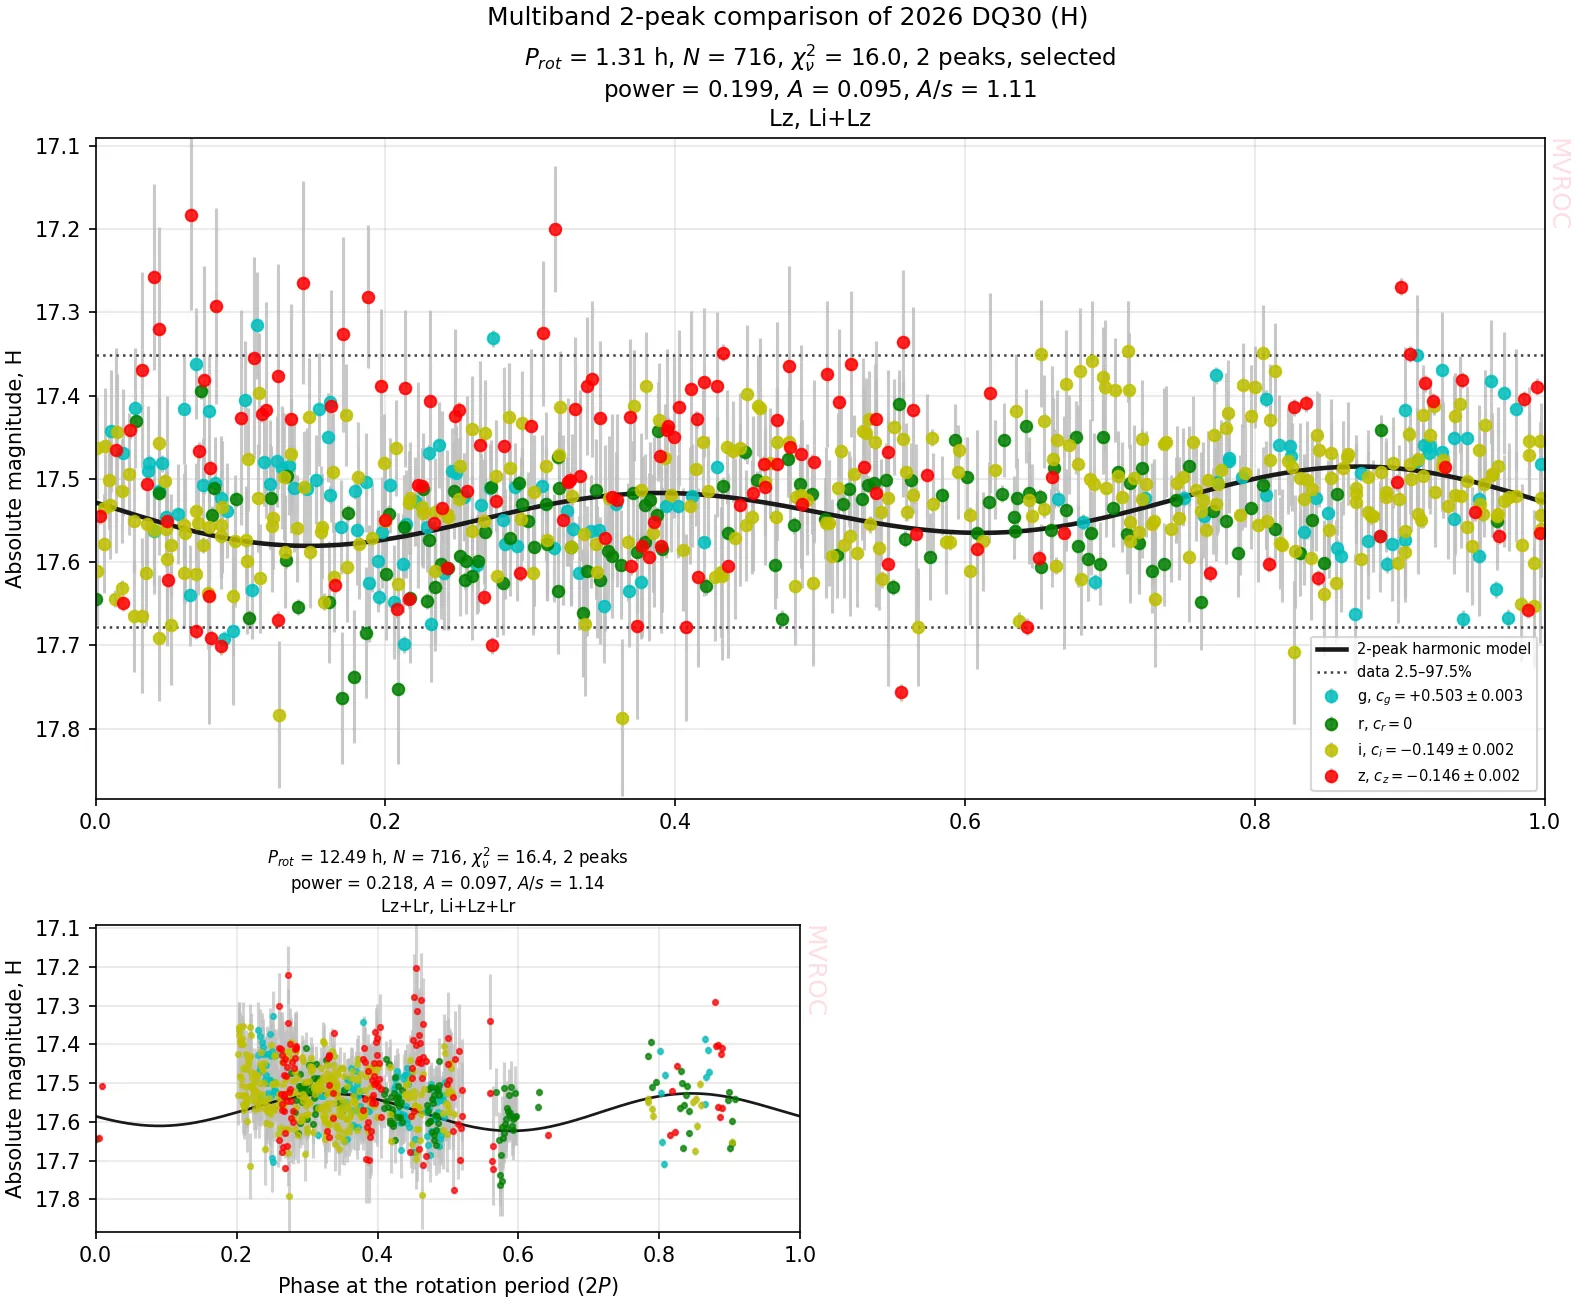 Multiband 2-peak comparison of 2026 DQ30 (H)
P_rot = 1.31 h, N = 716, χ²_ν = 16.0, 2 peaks, selected
power = 0.199, A = 0.095, A/s = 1.11
Lz, Li+Lz
MVROC
Absolute magnitude, H
17.1
17.2
17.3
17.4
17.5
17.6
17.7
17.8
2-peak harmonic model
data 2.5–97.5%
g, c_g = +0.503 ± 0.003
r, c_r = 0
i, c_i = −0.149 ± 0.002
z, c_z = −0.146 ± 0.002
0.0 0.2 0.4 0.6 0.8 1.0
P_rot = 12.49 h, N = 716, χ²_ν = 16.4, 2 peaks
power = 0.218, A = 0.097, A/s = 1.14
Lz+Lr, Li+Lz+Lr
MVROC
Absolute magnitude, H
17.1
17.2
17.3
17.4
17.5
17.6
17.7
17.8
0.0 0.2 0.4 0.6 0.8 1.0
Phase at the rotation period (2P)